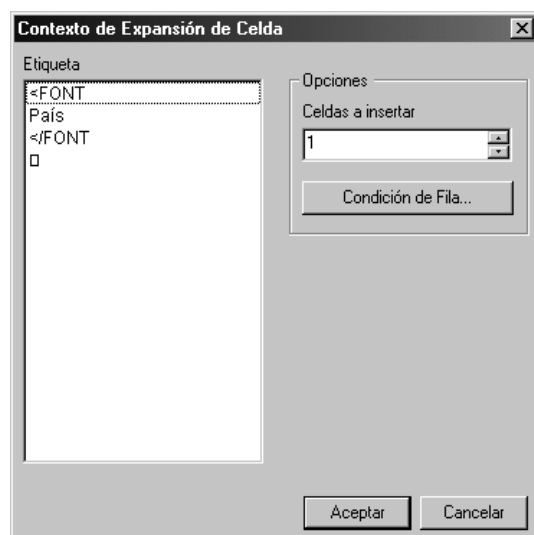 Contexto de Expansión de Celda
Etiqueta
<FONT
País
</FONT
Opciones
Celdas a insertar
1
Condición de Fila...
Aceptar
Cancelar